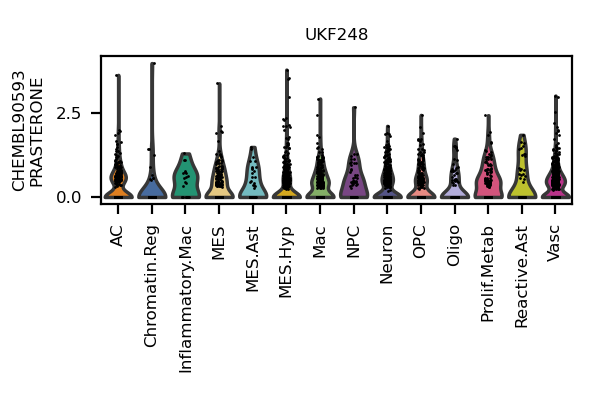 UKF248
CHEMBL90593
PRASTERONE
2.5
0.0
AC
Chromatin.Reg
Inflammatory.Mac
MES
MES.Ast
MES.Hyp
Mac
NPC
Neuron
OPC
Oligo
Prolif.Metab
Reactive.Ast
Vasc